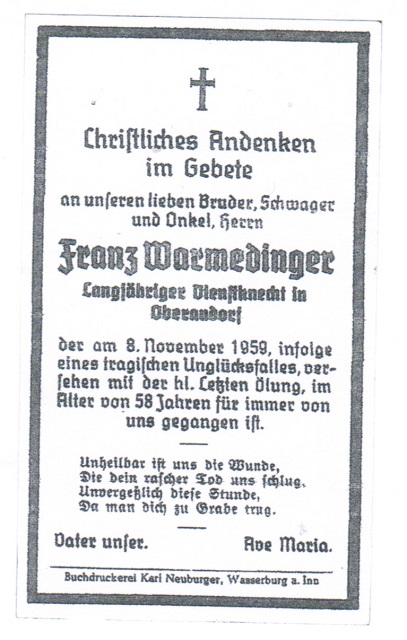 Christliches Andenken
im Gebete
an unseren lieben Bruder, Schwager
und Onkel, Herrn
Franz Warmedinger
Langjähriger Dienstknecht in
Oberaudorf
der am 8. November 1959, infolge
eines tragischen Unglücksfalles, ver-
sehen mit der hl. Letzten Ölung, im
Alter von 58 Jahren für immer von
uns gegangen ist.
Unheilbar ist uns die Wunde,
Die dein rascher Tod uns schlug,
Unvergeßlich diese Stunde,
Da man dich zu Grabe trug.
Vater unser. Ave Maria.
Buchdruckerei Karl Neuburger, Wasserburg a. Inn